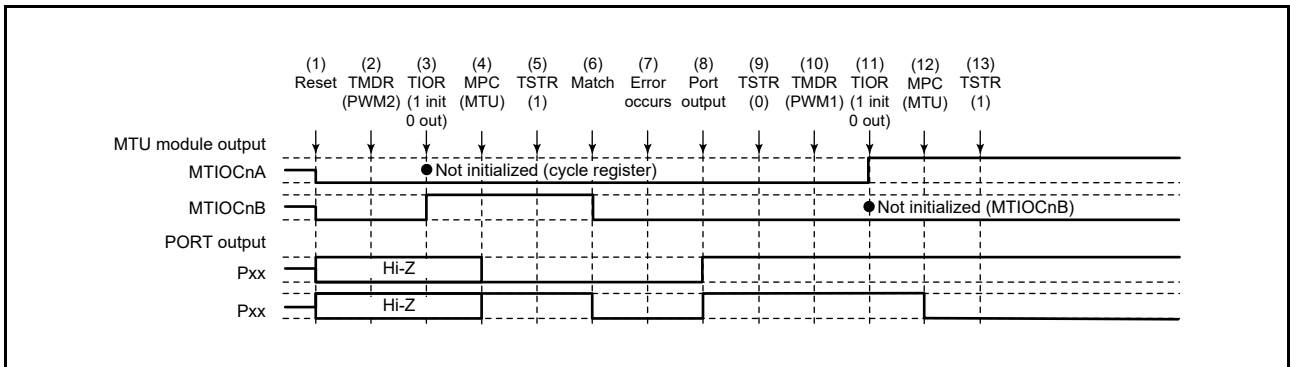 (1) (2) (3) (4) (5) (6) (7) (8) (9) (10) (11) (12) (13)
Reset TMDR TIOR MPC TSTR Match Error Port TSTR TMDR TIOR MPC TSTR
(PWM2) (1 init (MTU) (1) occurs output (0) (PWM1) (1 init (MTU) (1)
0 out) 0 out)
MTU module output
MTIOCnA
Not initialized (cycle register)
MTIOCnB
Not initialized (MTIOCnB)
PORT output
Pxx
Hi-Z
Pxx
Hi-Z